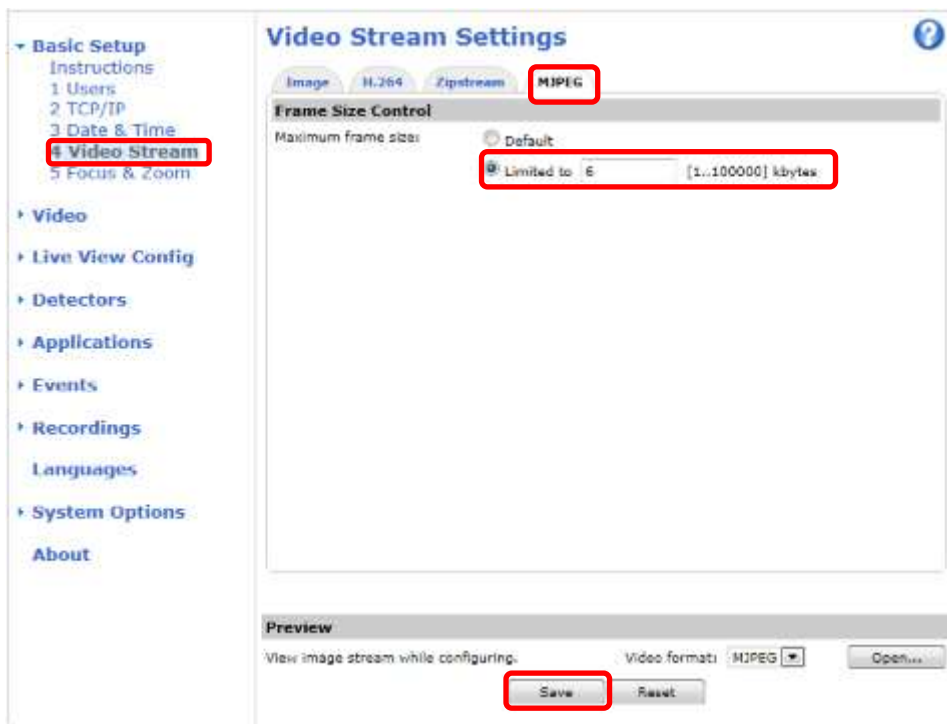 Basic Setup
Instructions
1 Users
2 TCP/IP
3 Date & Time
4 Video Stream
5 Focus & Zoom
Video
Live View Config
Detectors
Applications
Events
Recordings
Languages
System Options
About
Video Stream Settings
?
Image H.264 Zipstream MJPEG
Frame Size Control
Maximum frame size: Default
Limited to 6 [1..100000] kbytes
Preview
View image stream while configuring. Video format: MJPEG Open...
Save Reset